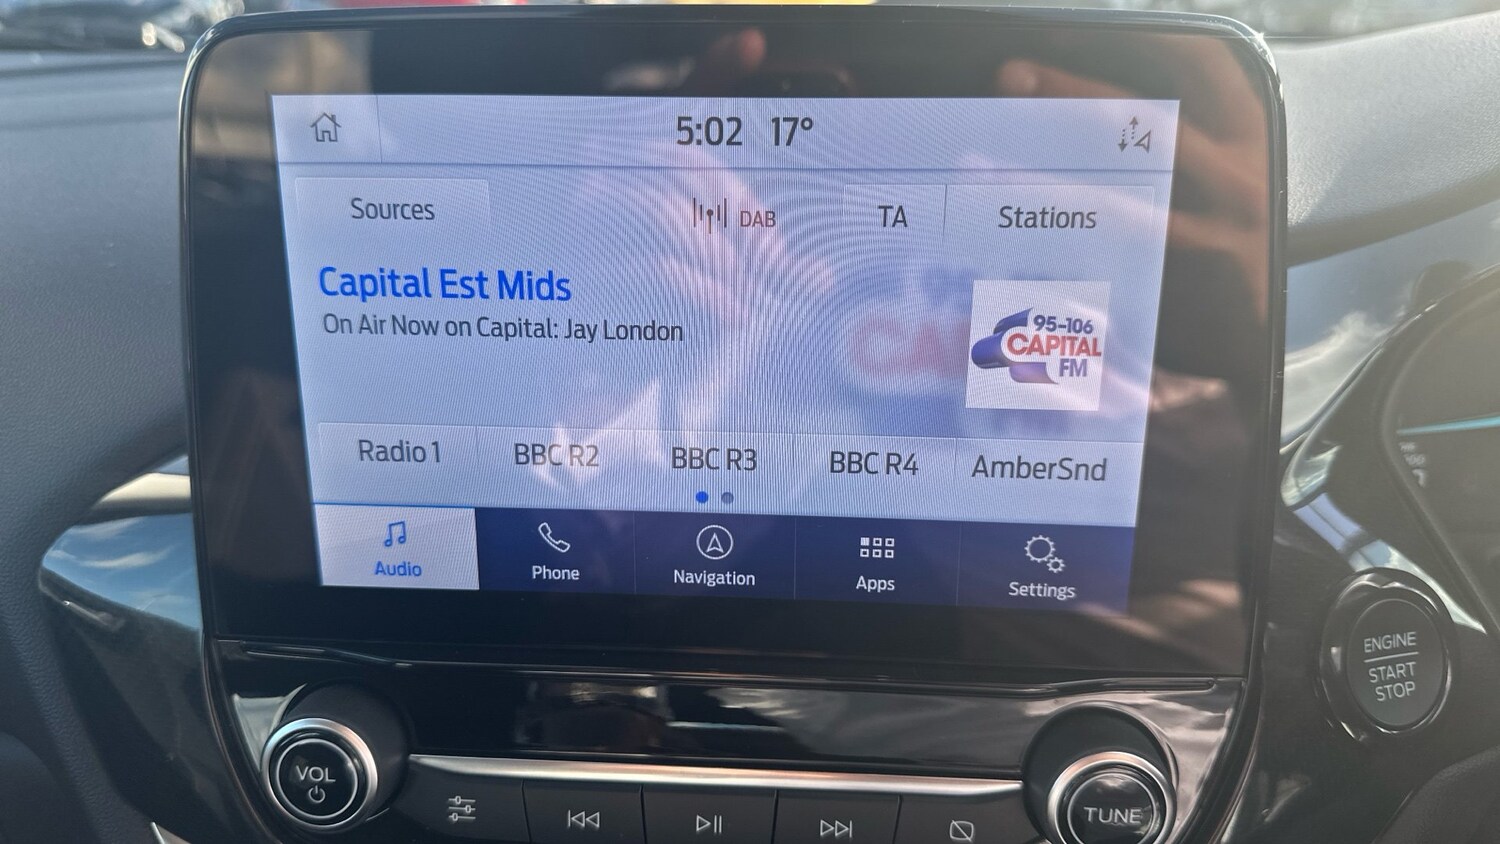 5:02 17°
Sources
DAB
TA
Stations
Capital Est Mids
On Air Now on Capital: Jay London
95-106
CAPITAL
FM
Radio 1
BBC R2
BBC R3
BBC R4
AmberSnd
Audio
Phone
Navigation
Apps
Settings
ENGINE
START
STOP
VOL
TUNE